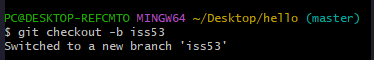 PC@DESKTOP-REFCMTO MINGW64 ~/Desktop/hello (master)
$ git checkout -b iss53
Switched to a new branch 'iss53'